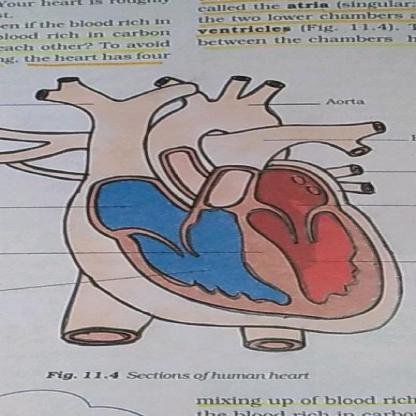 Your heart is roughly
st.
en if the blood rich in
blood rich in carbon
each other? To avoid
ng, the heart has four
alled the atria (singular
the two lower chambers
ventricles (Fig. 11.4). T
between the chambers h
Aorta
Fig. 11.4 Sections of human heart
mixing up of blood rich
the blood rich in carbo